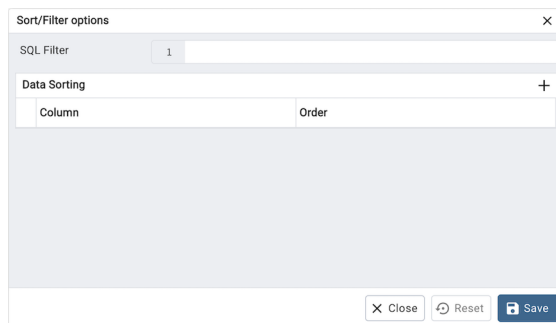 Sort/Filter options
SQL Filter
1
Data Sorting
Column Order
Close Reset Save